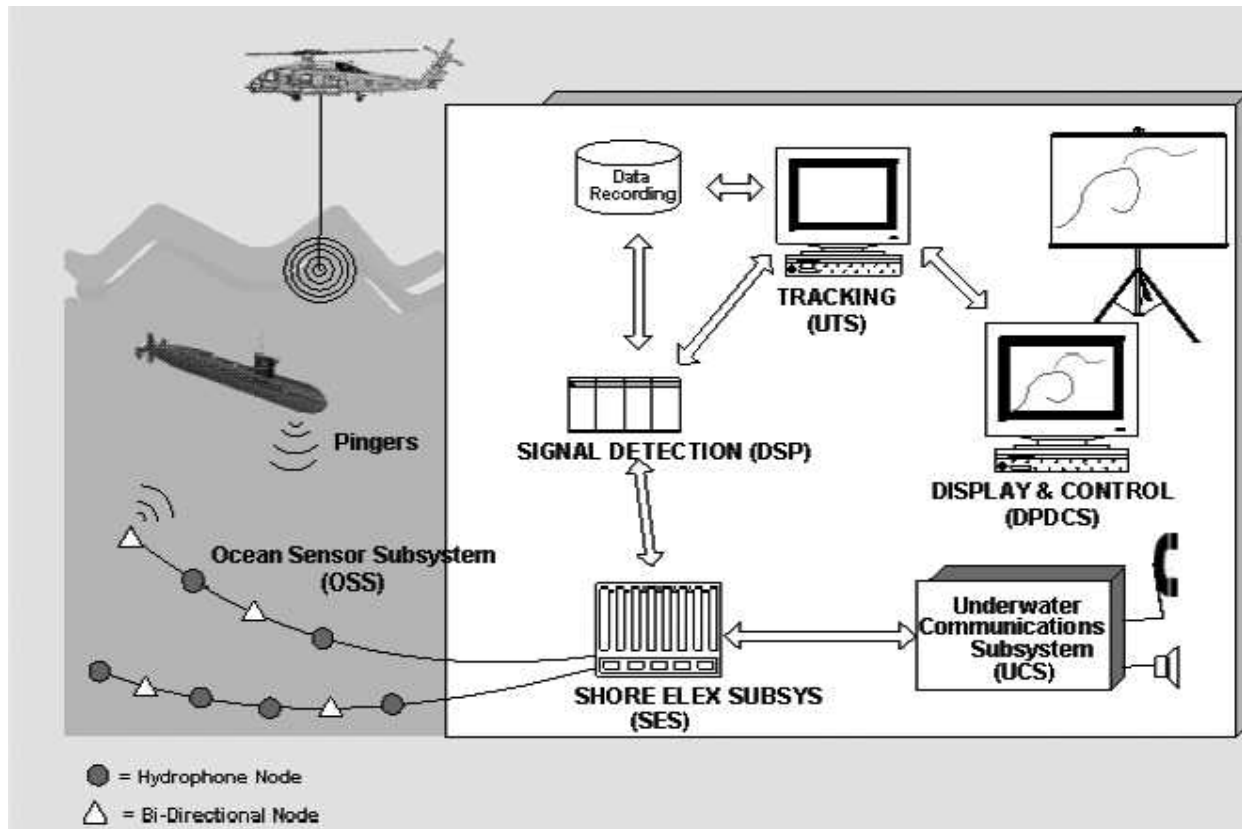 Data
Recording
TRACKING
(UTS)
Pingers
SIGNAL DETECTION (DSP)
DISPLAY & CONTROL
(DPDCS)
Ocean Sensor Subsystem
(OSS)
Underwater
Communications
Subsystem
(UCS)
SHORE ELEX SUBSYS
(SES)
= Hydrophone Node
= Bi-Directional Node